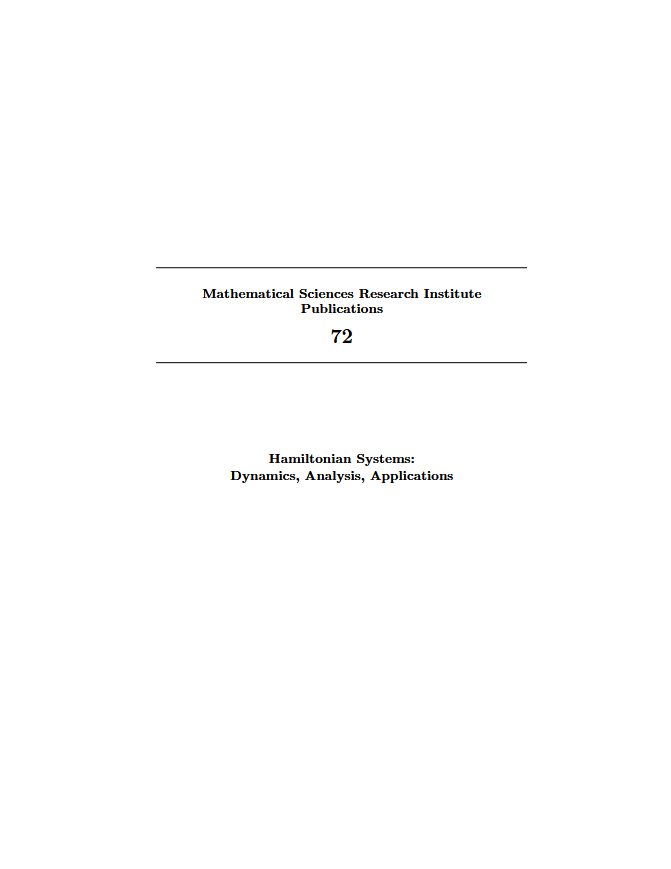 Mathematical Sciences Research Institute
Publications
72
Hamiltonian Systems:
Dynamics, Analysis, Applications